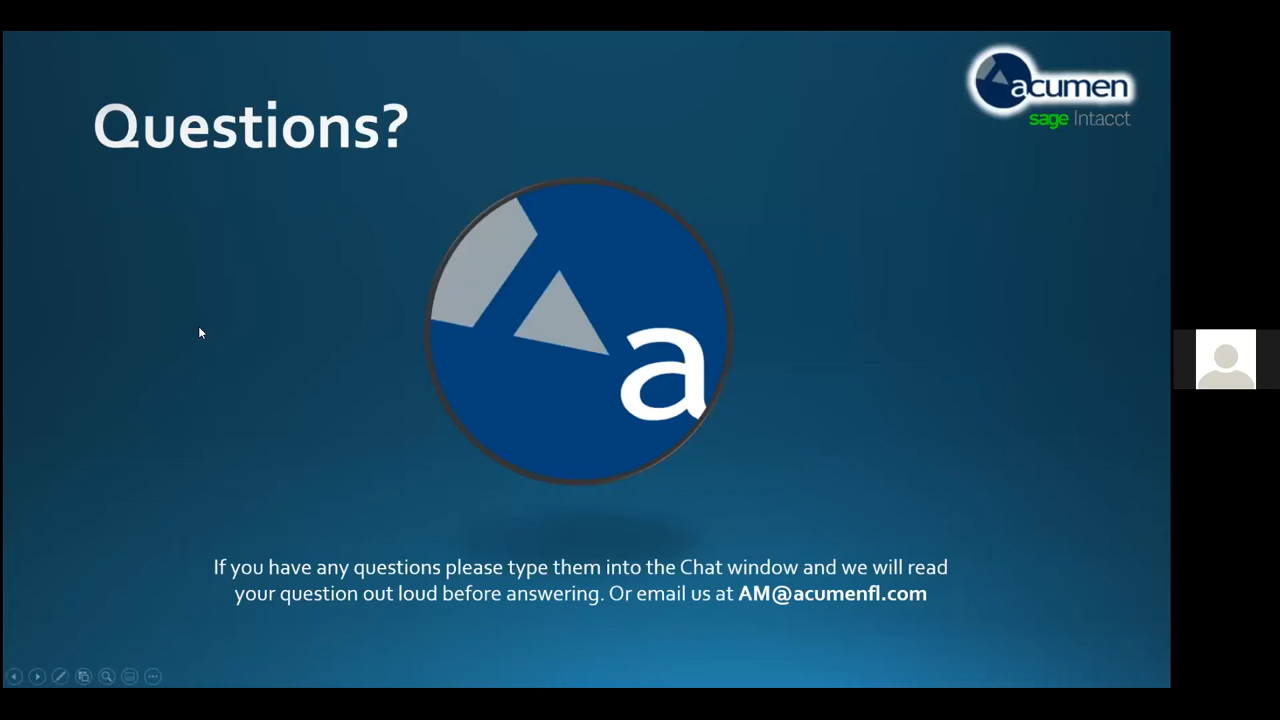 acumen
sage Intacct
Questions?
a
If you have any questions please type them into the Chat window and we will read
your question out loud before answering. Or email us at AM@acumenfl.com